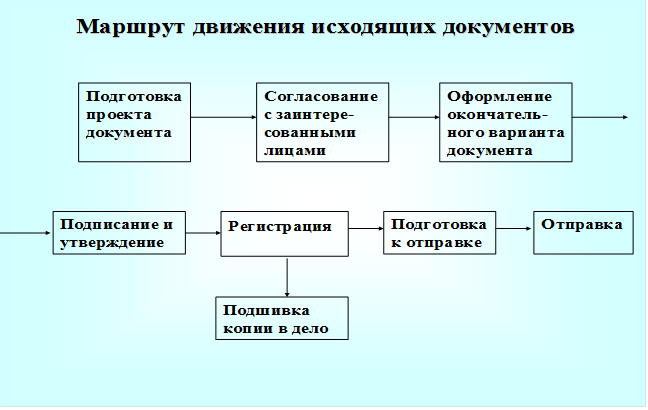 Маршрут движения исходящих документов
Подготовка
проекта
документа
Согласование
с заинтере-
сованными
лицами
Оформление
окончатель-
ного варианта
документа
Подписание и
утверждение
Регистрация
Подготовка
к отправке
Отправка
Подшивка
копии в дело